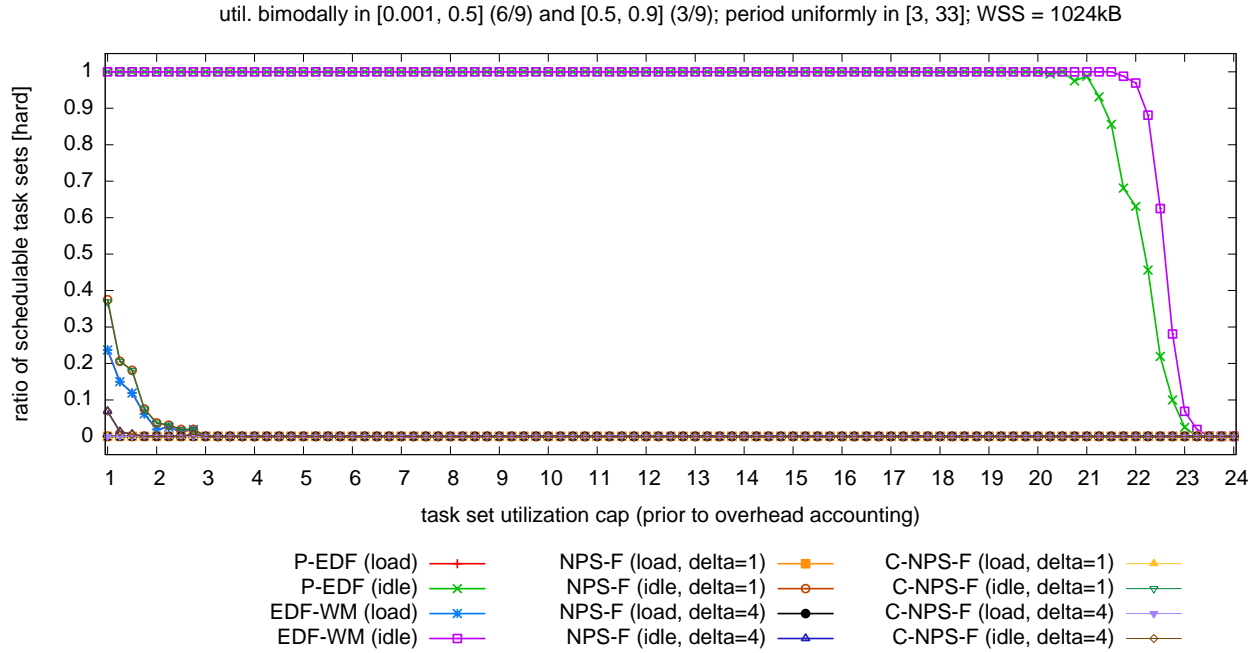 util. bimodally in [0.001, 0.5] (6/9) and [0.5, 0.9] (3/9); period uniformly in [3, 33]; WSS = 1024kB
ratio of schedulable task sets [hard]
1
0.9
0.8
0.7
0.6
0.5
0.4
0.3
0.2
0.1
0
1 2 3 4 5 6 7 8 9 10 11 12 13 14 15 16 17 18 19 20 21 22 23 24
task set utilization cap (prior to overhead accounting)
P-EDF (load)
P-EDF (idle)
EDF-WM (load)
EDF-WM (idle)
NPS-F (load, delta=1)
NPS-F (idle, delta=1)
NPS-F (load, delta=4)
NPS-F (idle, delta=4)
C-NPS-F (load, delta=1)
C-NPS-F (idle, delta=1)
C-NPS-F (load, delta=4)
C-NPS-F (idle, delta=4)